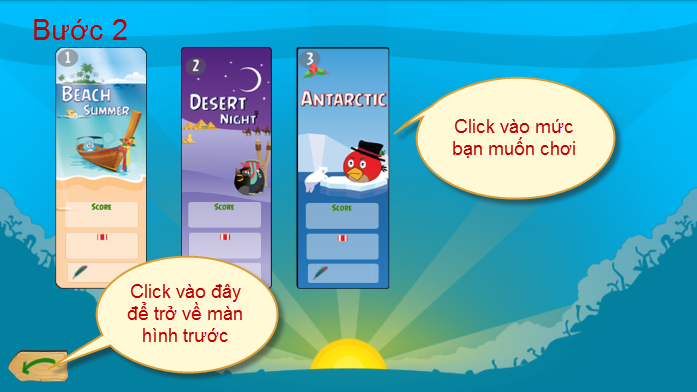 Bước 2
1
BEACH
SUMMER
SCORE
2
DESERT
NIGHT
SCORE
3
ANTARCTIC
SCORE
Click vào mức
bạn muốn chơi
Click vào đây
để trở về màn
hình trước